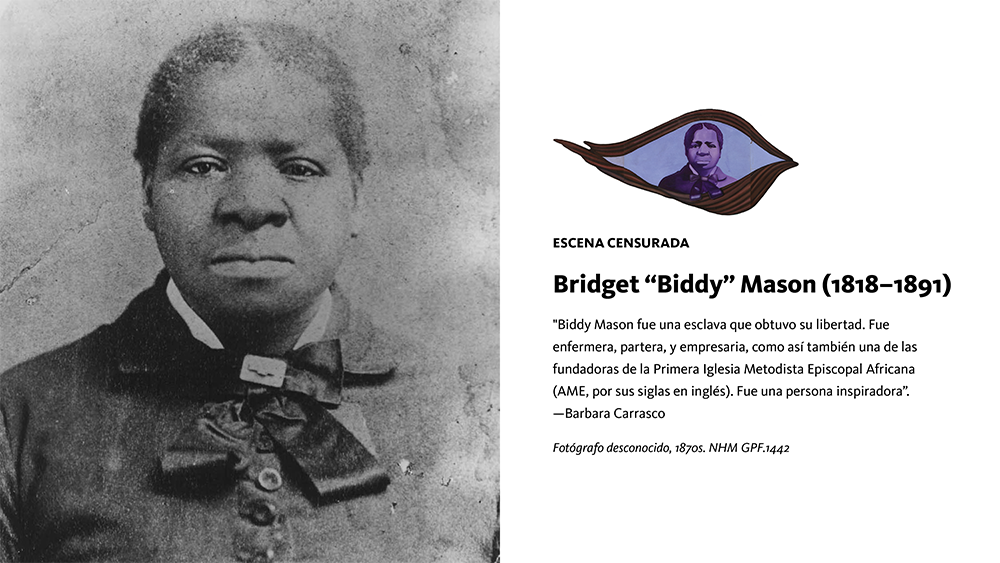 ESCENA CENSURADA
Bridget “Biddy” Mason (1818–1891)
"Biddy Mason fue una esclava que obtuvo su libertad. Fue
enfermera, partera, y empresaria, como así también una de las
fundadoras de la Primera Iglesia Metodista Episcopal Africana
(AME, por sus siglas en inglés). Fue una persona inspiradora”.
—Barbara Carrasco
Fotógrafo desconocido, 1870s. NHM GPF.1442